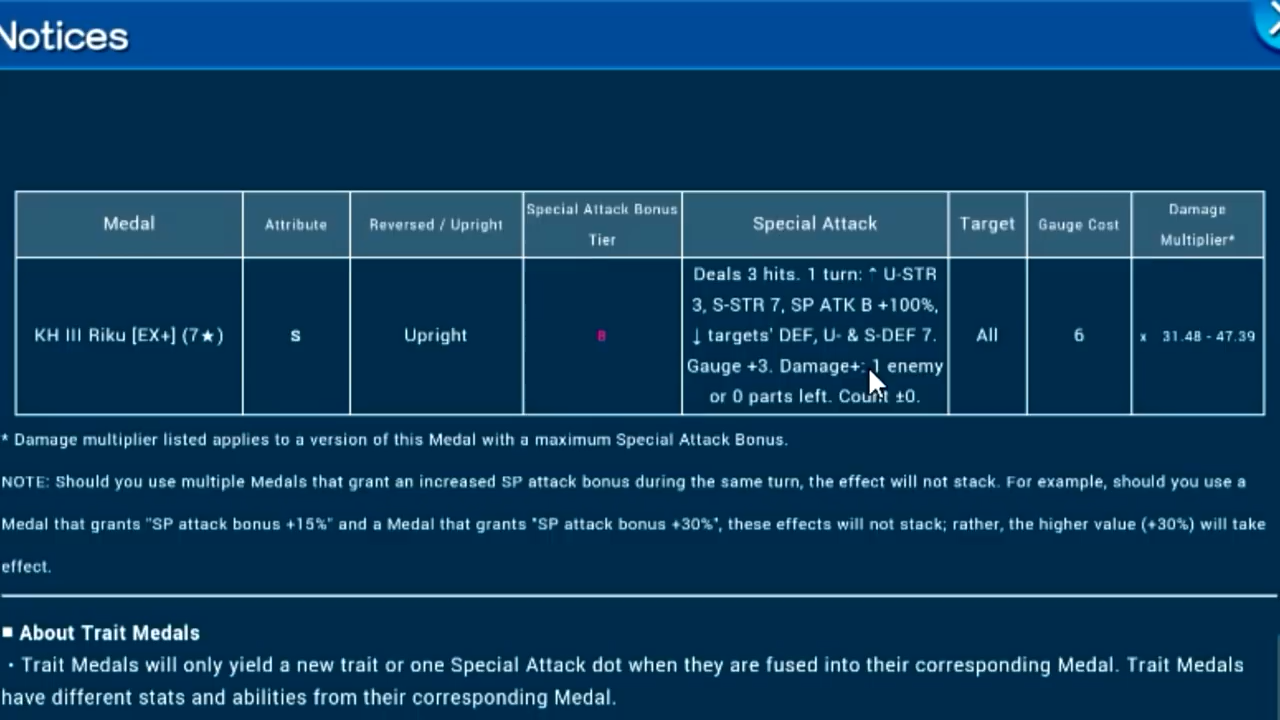 Notices
Medal
Attribute
Reversed / Upright
Special Attack Bonus
Tier
Special Attack
Target
Gauge Cost
Damage
Multiplier*
KH III Riku [EX+] (7★)
S
Upright
8
Deals 3 hits. 1 turn: ↑ U-STR
3, S-STR 7, SP ATK B +100%,
↓ targets' DEF, U- & S-DEF 7.
Gauge +3. Damage+: 1 enemy
or 0 parts left. Count ±0.
All
6
x 31.48 - 47.39
* Damage multiplier listed applies to a version of this Medal with a maximum Special Attack Bonus.
NOTE: Should you use multiple Medals that grant an increased SP attack bonus during the same turn, the effect will not stack. For example, should you use a
Medal that grants "SP attack bonus +15%" and a Medal that grants "SP attack bonus +30%", these effects will not stack; rather, the higher value (+30%) will take
effect.
■ About Trait Medals
・Trait Medals will only yield a new trait or one Special Attack dot when they are fused into their corresponding Medal. Trait Medals
have different stats and abilities from their corresponding Medal.